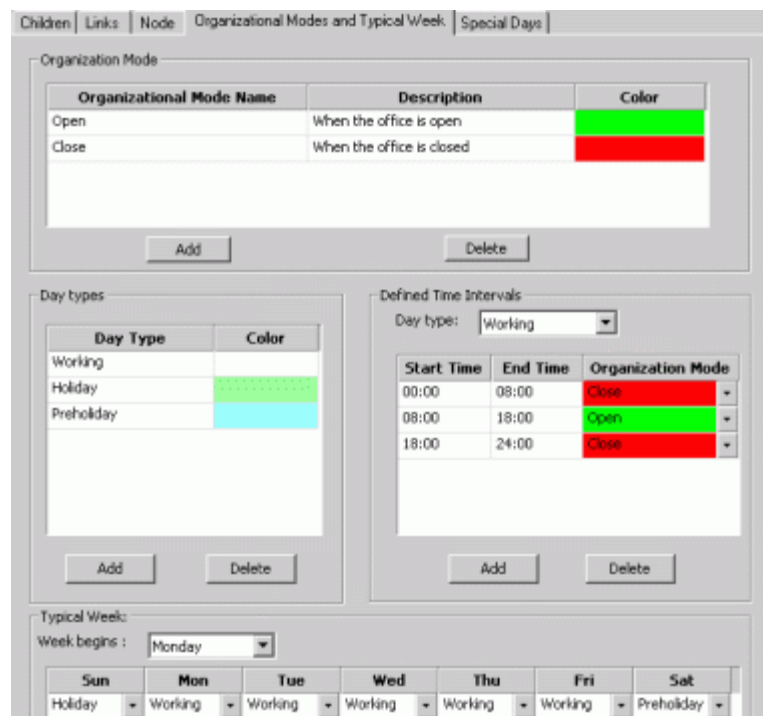 Children Links Node Organizational Modes and Typical Week Special Days
Organization Mode
Organizational Mode Name Description Color
Open When the office is open
Close When the office is closed
Add Delete
Day types
Day Type Color
Working
Holiday
Preholiday
Add Delete
Defined Time Intervals
Day type: Working
Start Time End Time Organization Mode
00:00 08:00 Close
08:00 18:00 Open
18:00 24:00 Close
Add Delete
Typical Week:
Week begins : Monday
Sun Mon Tue Wed Thu Fri Sat
Holiday Working Working Working Working Working Preholiday